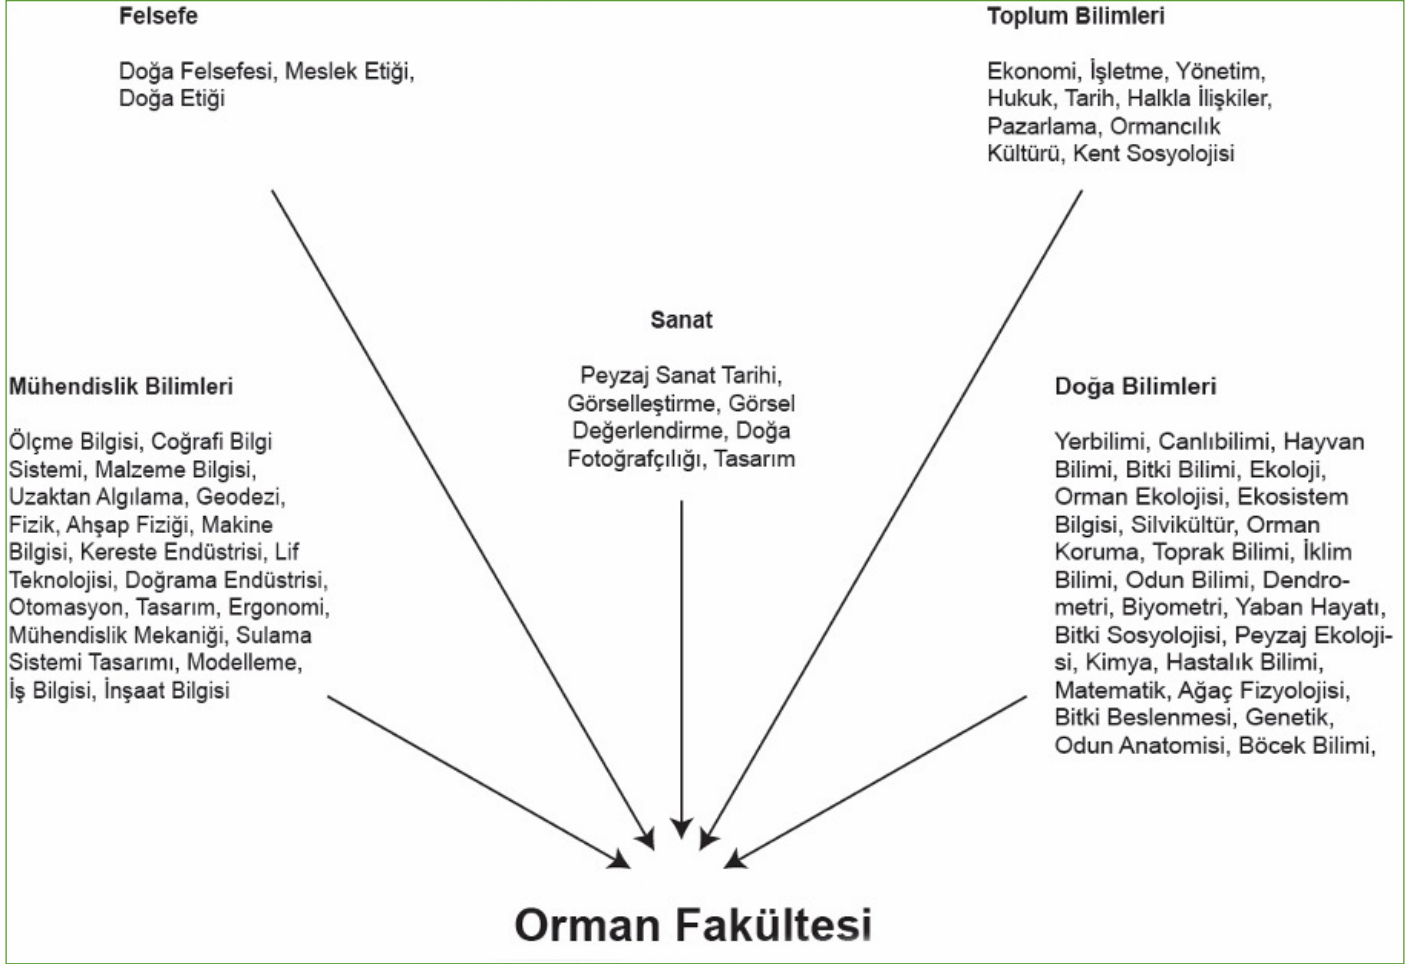 Felsefe
Doğa Felsefesi, Meslek Etiği,
Doğa Etiği
Toplum Bilimleri
Ekonomi, İşletme, Yönetim,
Hukuk, Tarih, Halkla İlişkiler,
Pazarlama, Ormancılık
Kültürü, Kent Sosyolojisi
Sanat
Peyzaj Sanat Tarihi,
Görselleştirme, Görsel
Değerlendirme, Doğa
Fotoğrafçılığı, Tasarım
Mühendislik Bilimleri
Ölçme Bilgisi, Coğrafi Bilgi
Sistemi, Malzeme Bilgisi,
Uzaktan Algılama, Geodezi,
Fizik, Ahşap Fiziği, Makine
Bilgisi, Kereste Endüstrisi, Lif
Teknolojisi, Doğrama Endüstrisi,
Otomasyon, Tasarım, Ergonomi,
Mühendislik Mekaniği, Sulama
Sistemi Tasarımı, Modelleme,
İş Bilgisi, İnşaat Bilgisi
Doğa Bilimleri
Yerbilimi, Canlıbilimi, Hayvan
Bilimi, Bitki Bilimi, Ekoloji,
Orman Ekolojisi, Ekosistem
Bilgisi, Silvikültür, Orman
Koruma, Toprak Bilimi, İklim
Bilimi, Odun Bilimi, Dendro-
metri, Biyometri, Yaban Hayatı,
Bitki Sosyolojisi, Peyzaj Ekoloji-
si, Kimya, Hastalık Bilimi,
Matematik, Ağaç Fizyolojisi,
Bitki Beslenmesi, Genetik,
Odun Anatomisi, Böcek Bilimi,
Orman Fakültesi